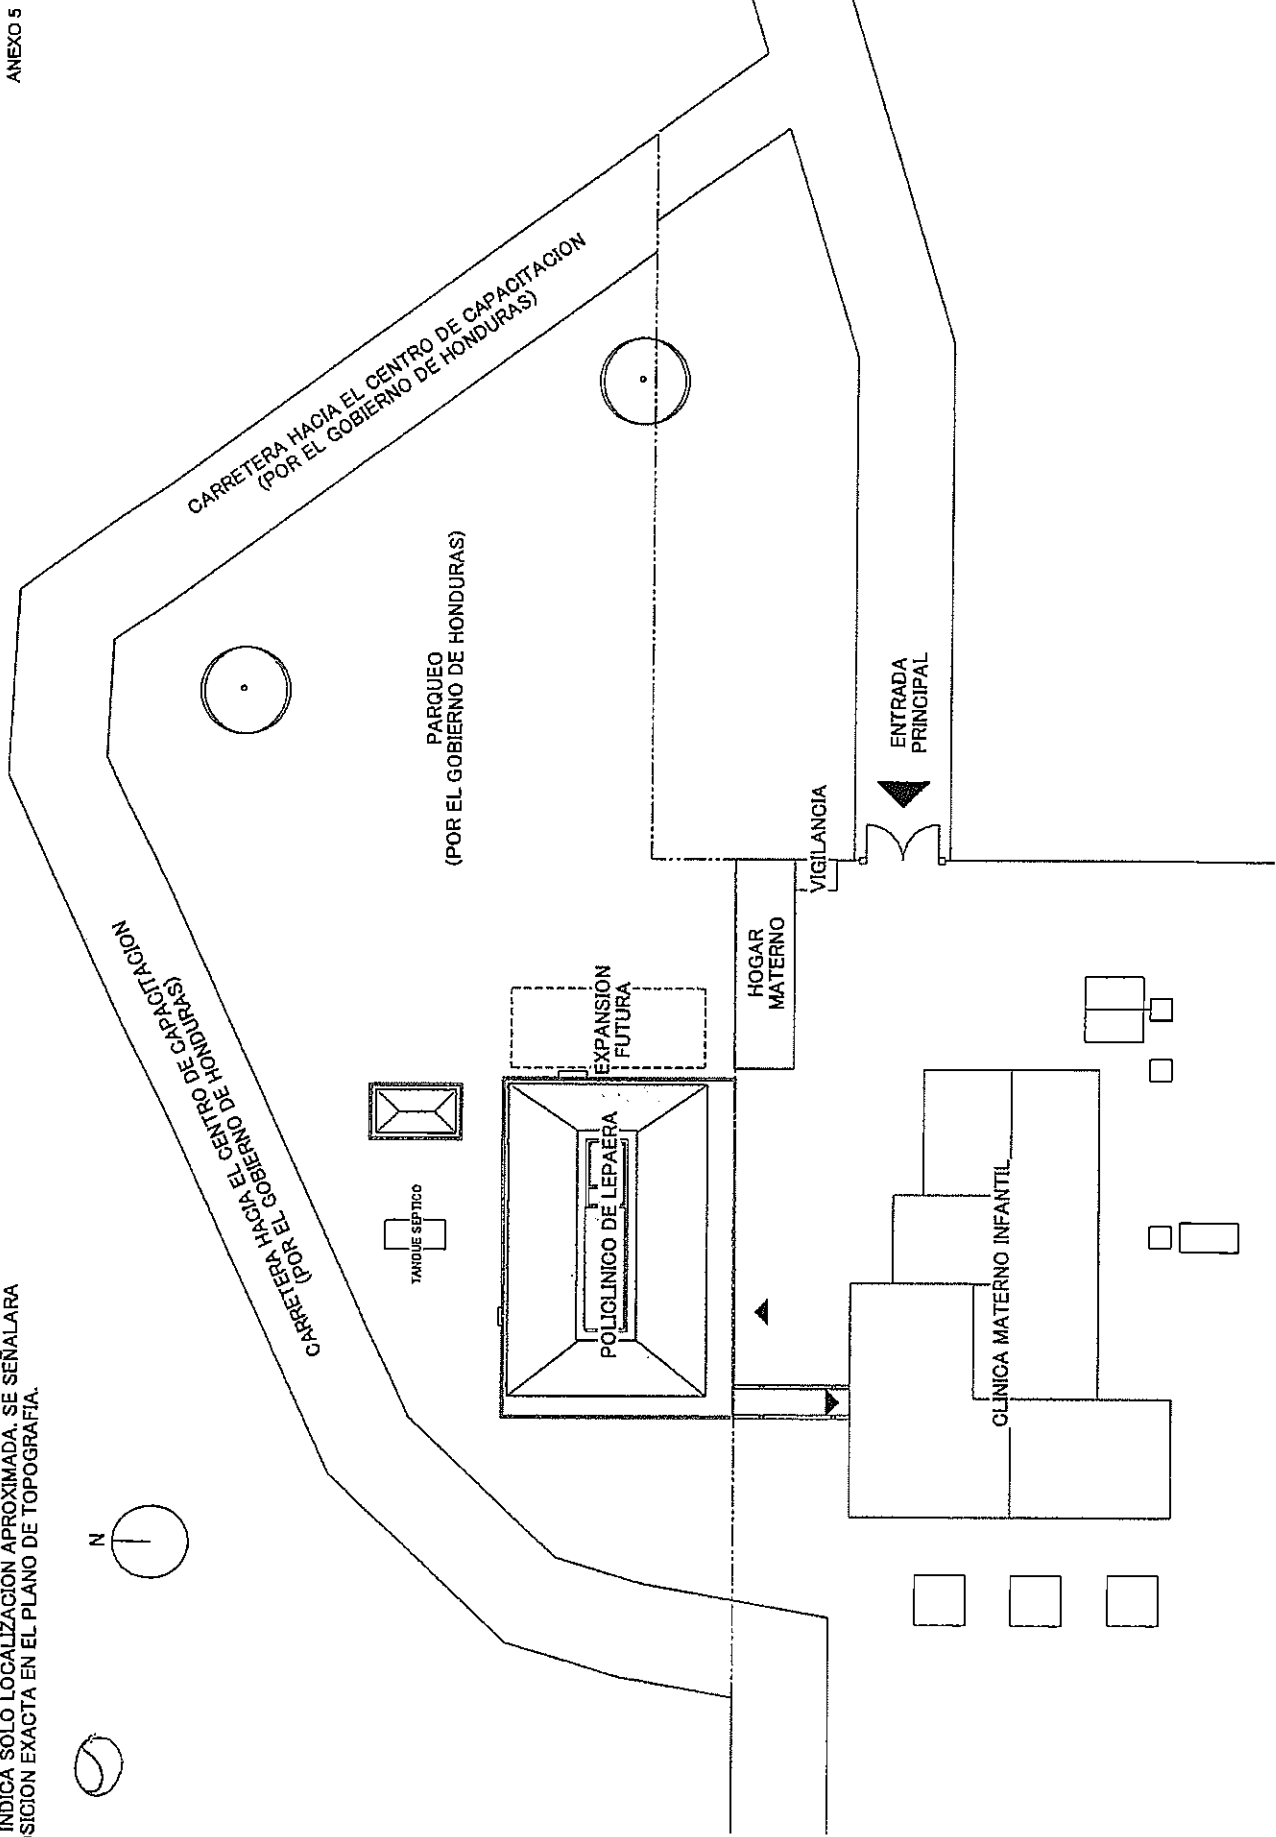 ANEXO 5
INDICA SOLO LOCALIZACION APROXIMADA. SE SEÑALARA
SICION EXACTA EN EL PLANO DE TOPOGRAFIA.
N
CARRETERA HACIA EL CENTRO DE CAPACITACION
(POR EL GOBIERNO DE HONDURAS)
CARRETERA HACIA EL CENTRO DE CAPACITACION
(POR EL GOBIERNO DE HONDURAS)
PARQUEO
(POR EL GOBIERNO DE HONDURAS)
TANQUE SEPTICO
EXPANSION
FUTURA
POLICLINICO DE LEPAERA
HOGAR
MATERNO
VIGILANCIA
ENTRADA
PRINCIPAL
CLINICA MATERNO INFANTIL